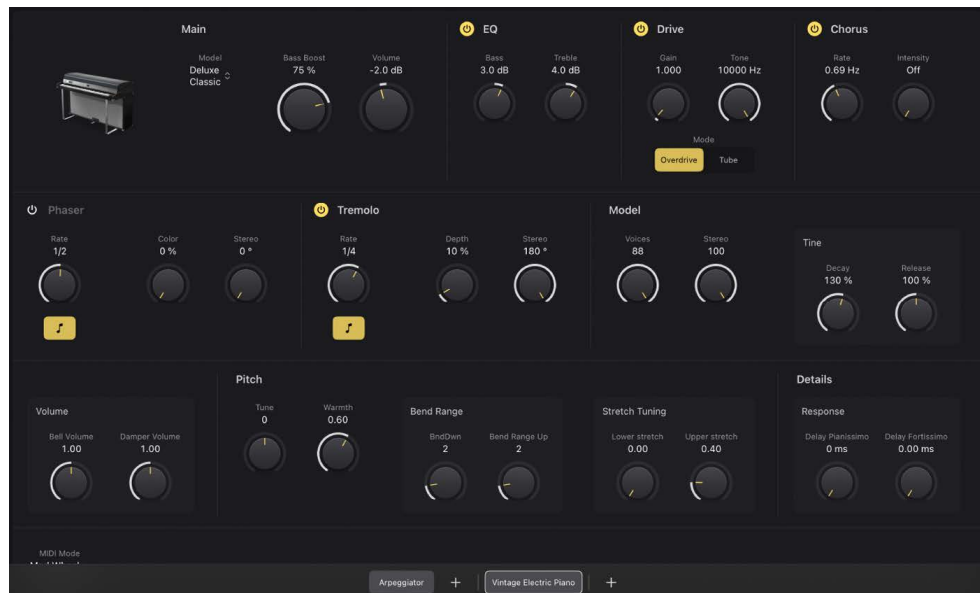 Main
Model
Deluxe
Classic
Bass Boost
75 %
Volume
-2.0 dB
EQ
Bass
3.0 dB
Treble
4.0 dB
Drive
Gain
1.000
Tone
10000 Hz
Mode
Overdrive
Tube
Chorus
Rate
0.69 Hz
Intensity
Off
Phaser
Rate
1/2
Color
0 %
Stereo
0 °
Tremolo
Rate
1/4
Depth
10 %
Stereo
180 °
Model
Voices
88
Stereo
100
Tine
Decay
130 %
Release
100 %
Volume
Bell Volume
1.00
Damper Volume
1.00
Pitch
Tune
0
Warmth
0.60
Bend Range
BndDwn
2
Bend Range Up
2
Stretch Tuning
Lower stretch
0.00
Upper stretch
0.40
Details
Response
Delay Pianissimo
0 ms
Delay Fortissimo
0.00 ms
MIDI Mode
Arpeggiator
+
Vintage Electric Piano
+